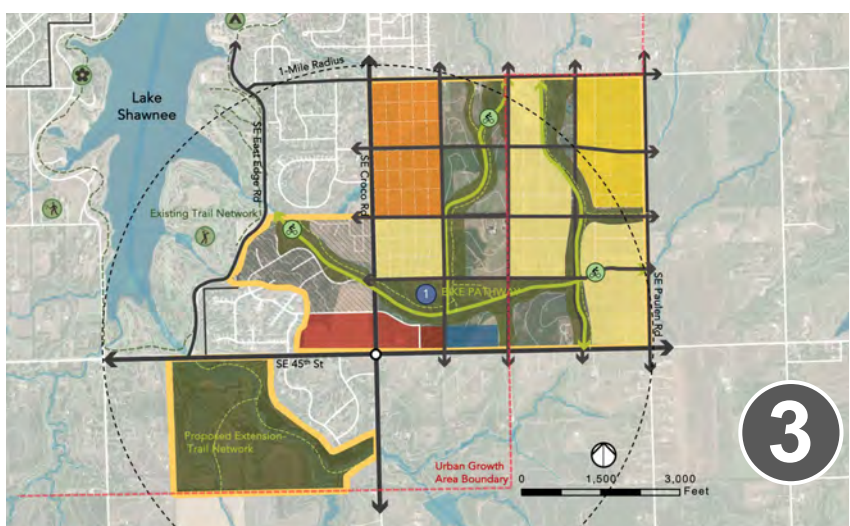 1-Mile Radius
Lake
Shawnee
SE East Edge Rd
SE Croco Rd
Existing Trail Network
1
BIKE PATHWAY
SE Paulen Rd
SE 45th St
Proposed Extension-
Trail Network
Urban Growth
Area Boundary
0 1,500 3,000
Feet
3